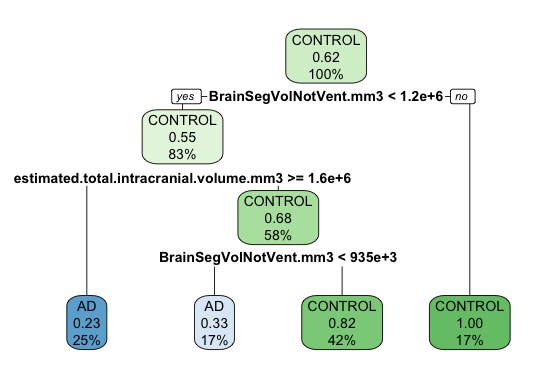 CONTROL
0.62
100%
yes
BrainSegVolNotVent.mm3 < 1.2e+6
no
CONTROL
0.55
83%
estimated.total.intracranial.volume.mm3 >= 1.6e+6
CONTROL
0.68
58%
BrainSegVolNotVent.mm3 < 935e+3
AD
0.23
25%
AD
0.33
17%
CONTROL
0.82
42%
CONTROL
1.00
17%